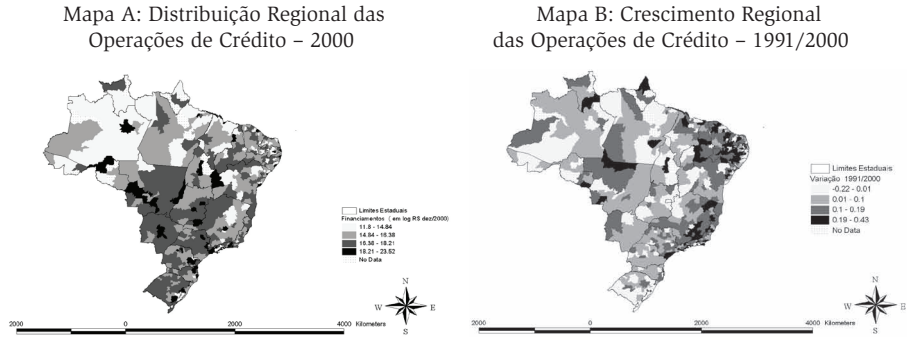 Mapa A: Distribuição Regional das
Operações de Crédito – 2000
Limites Estaduais
Financiamentos ( em log R$ dez/2000)
11.8 - 14.84
14.84 - 16.38
16.38 - 18.21
18.21 - 23.52
No Data
N
W E
S
2000 0 2000 4000 Kilometers
Mapa B: Crescimento Regional
das Operações de Crédito – 1991/2000
Limites Estaduais
Variação 1991/2000
-0.22 - 0.01
0.01 - 0.1
0.1 - 0.19
0.19 - 0.43
No Data
N
W E
S
2000 0 2000 4000 Kilometers